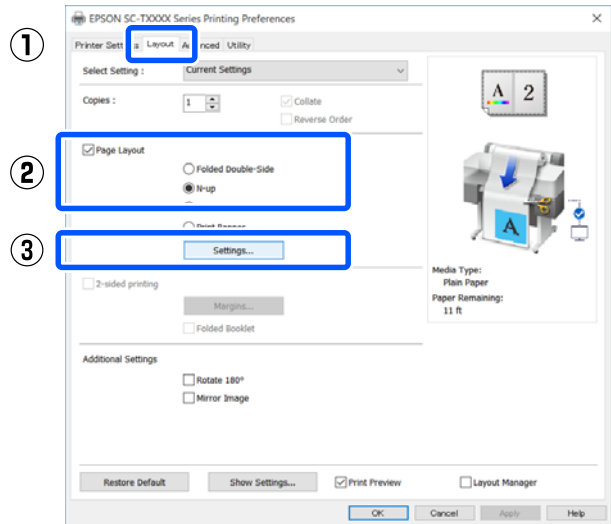 EPSON SC-TXXXX Series Printing Preferences
①
Layout
Advanced
Utility
Select Setting :
Current Settings
Copies :
1
Collate
Reverse Order
A 2
②
Page Layout
Folded Double-Side
N-up
Print Banner
A
③
Settings...
2-sided printing
Margins...
Folded Booklet
Media Type:
Plain Paper
Paper Remaining:
11 ft
Additional Settings
Rotate 180°
Mirror Image
Restore Default
Show Settings...
Print Preview
Layout Manager
OK
Cancel
Apply
Help